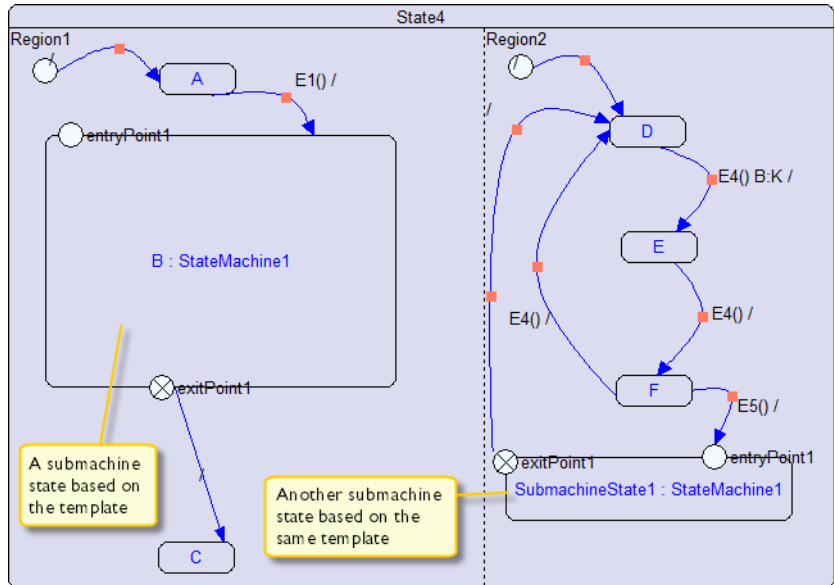 State4
Region1
/
A
E1() /
entryPoint1
B : StateMachine1
exitPoint1
/
A submachine
state based on
the template
C
Region2
/
/
D
E4() B:K /
E
E4() /
E4() /
F
E5() /
exitPoint1
entryPoint1
SubmachineState1 : StateMachine1
Another submachine
state based on the
same template